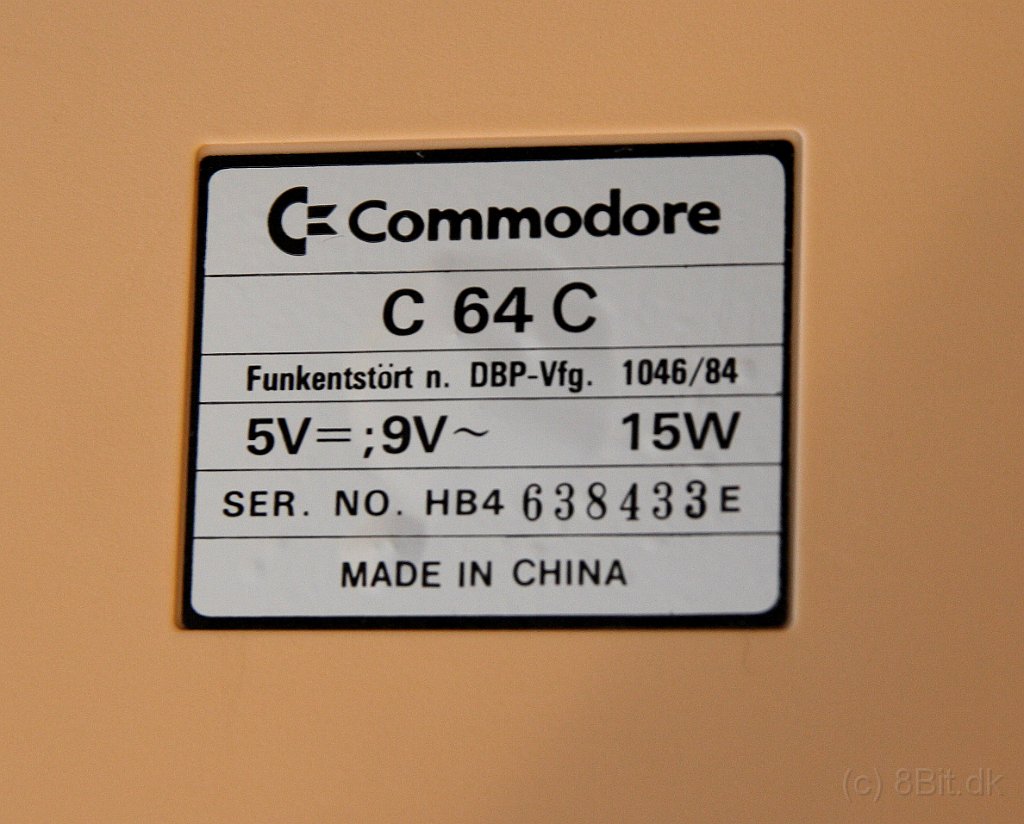 Commodore
C 64 C
Funkentstört n. DBP-Vfg. 1046/84
5V=;9V~ 15W
SER. NO. HB4 638433 E
MADE IN CHINA
(c) 8Bit.dk